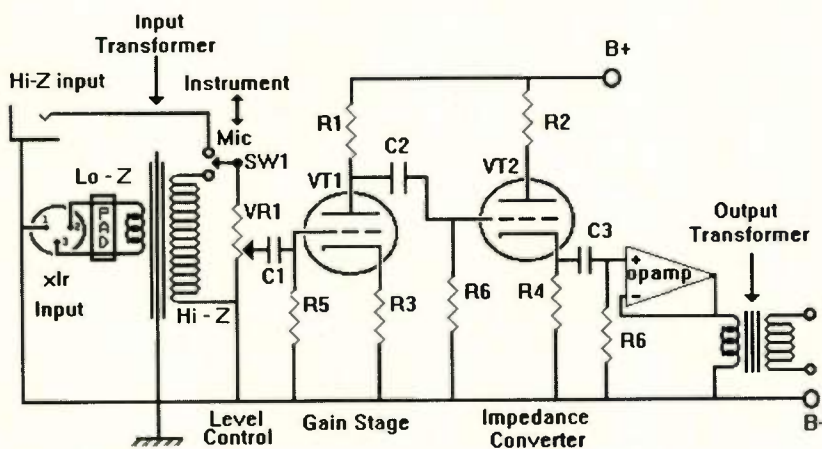 Input
Transformer
Hi-Z input
Instrument
B+
Mic
SW1
R1
R2
C2
Lo - Z
VT1
VT2
VR1
PAD
1
2
3
C1
C3
+
opamp
-
Output
Transformer
xlr
Input
Hi - Z
R5
R3
R6
R4
R6
Level
Control
Gain Stage
Impedance
Converter
B-